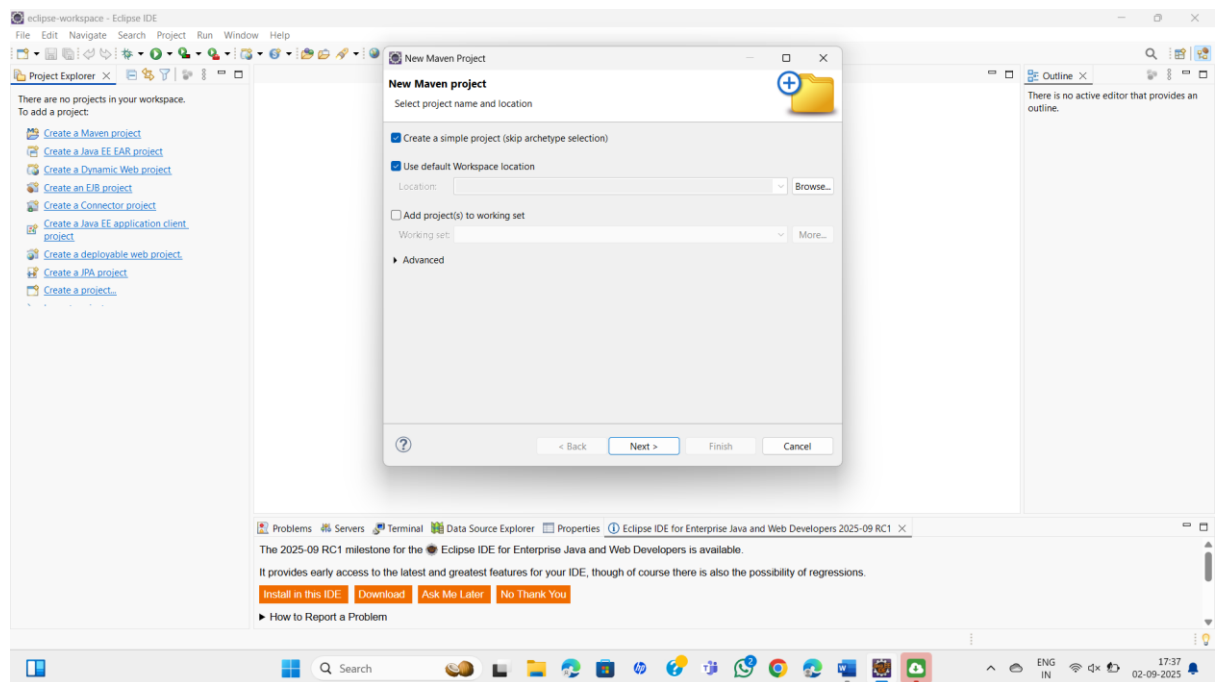 eclipse-workspace - Eclipse IDE
File Edit Navigate Search Project Run Window Help
Project Explorer
There are no projects in your workspace.
To add a project:
Create a Maven project
Create a Java EE EAR project
Create a Dynamic Web project
Create an EJB project
Create a Connector project
Create a Java EE application client
project
Create a deployable web project.
Create a JPA project
Create a project...
New Maven Project
New Maven project
Select project name and location
Create a simple project (skip archetype selection)
Use default Workspace location
Location:
Browse...
Add project(s) to working set
Working set:
More...
Advanced
< Back
Next >
Finish
Cancel
Outline
There is no active editor that provides an
outline.
Problems Servers Terminal Data Source Explorer Properties Eclipse IDE for Enterprise Java and Web Developers 2025-09 RC1
The 2025-09 RC1 milestone for the Eclipse IDE for Enterprise Java and Web Developers is available.
It provides early access to the latest and greatest features for your IDE, though of course there is also the possibility of regressions.
Install in this IDE Download Ask Me Later No Thank You
How to Report a Problem
Search
2
ENG
IN
17:37
02-09-2025